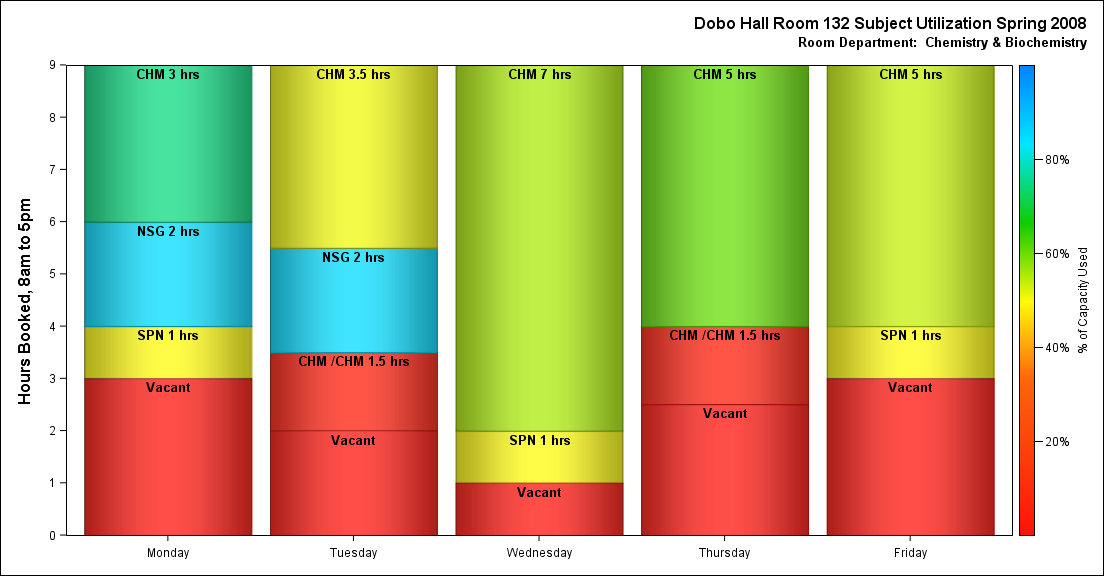 Dobo Hall Room 132 Subject Utilization Spring 2008
Room Department:  Chemistry & Biochemistry
Hours Booked, 8am to 5pm
9
8
7
6
5
4
3
2
1
0
CHM 3 hrs
NSG 2 hrs
SPN 1 hrs
Vacant
Monday
CHM 3.5 hrs
NSG 2 hrs
CHM /CHM 1.5 hrs
Vacant
Tuesday
CHM 7 hrs
SPN 1 hrs
Vacant
Wednesday
CHM 5 hrs
CHM /CHM 1.5 hrs
Vacant
Thursday
CHM 5 hrs
SPN 1 hrs
Vacant
Friday
80%
60%
40%
20%
% of Capacity Used